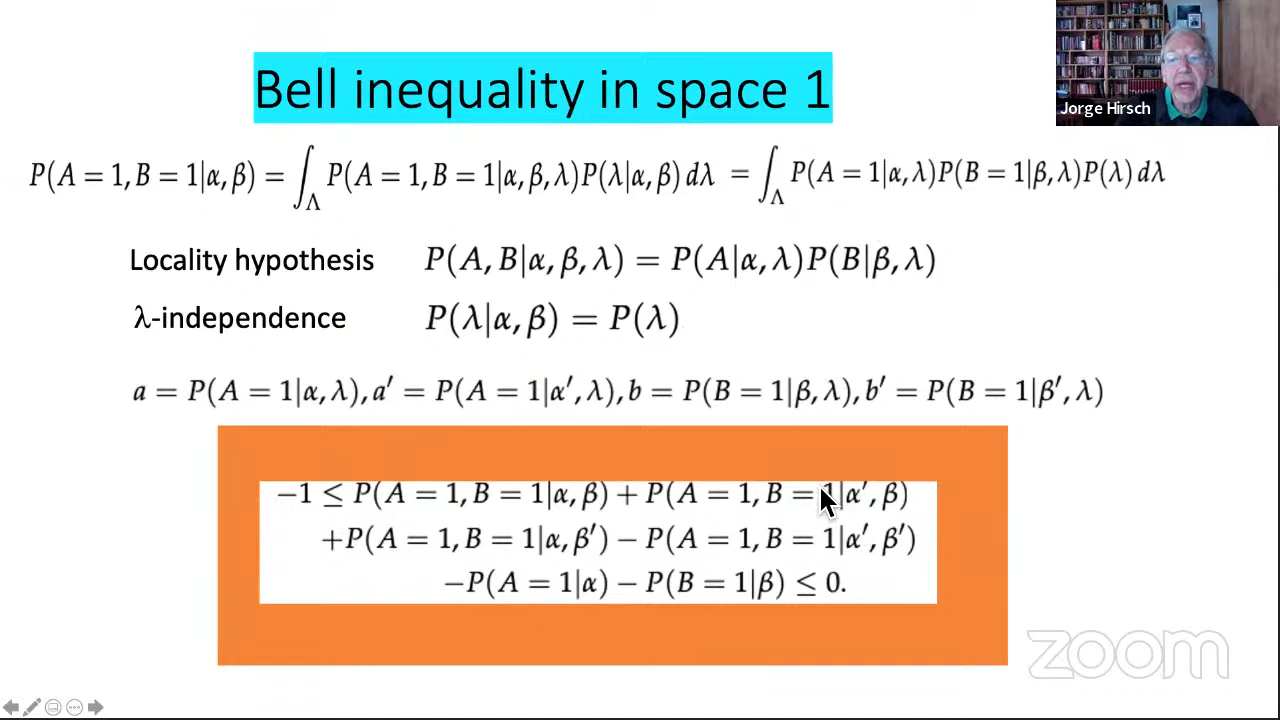 Bell inequality in space 1
Jorge Hirsch
P(A = 1, B = 1|α, β) = ∫_Λ P(A = 1, B = 1|α, β, λ)P(λ|α, β) dλ = ∫_Λ P(A = 1|α, λ)P(B = 1|β, λ)P(λ) dλ
Locality hypothesis P(A, B|α, β, λ) = P(A|α, λ)P(B|β, λ)
λ-independence P(λ|α, β) = P(λ)
a = P(A = 1|α, λ), a′ = P(A = 1|α′, λ), b = P(B = 1|β, λ), b′ = P(B = 1|β′, λ)
−1 ≤ P(A = 1, B = 1|α, β) + P(A = 1, B = 1|α′, β)
+P(A = 1, B = 1|α, β′) − P(A = 1, B = 1|α′, β′)
−P(A = 1|α) − P(B = 1|β) ≤ 0.
zoom